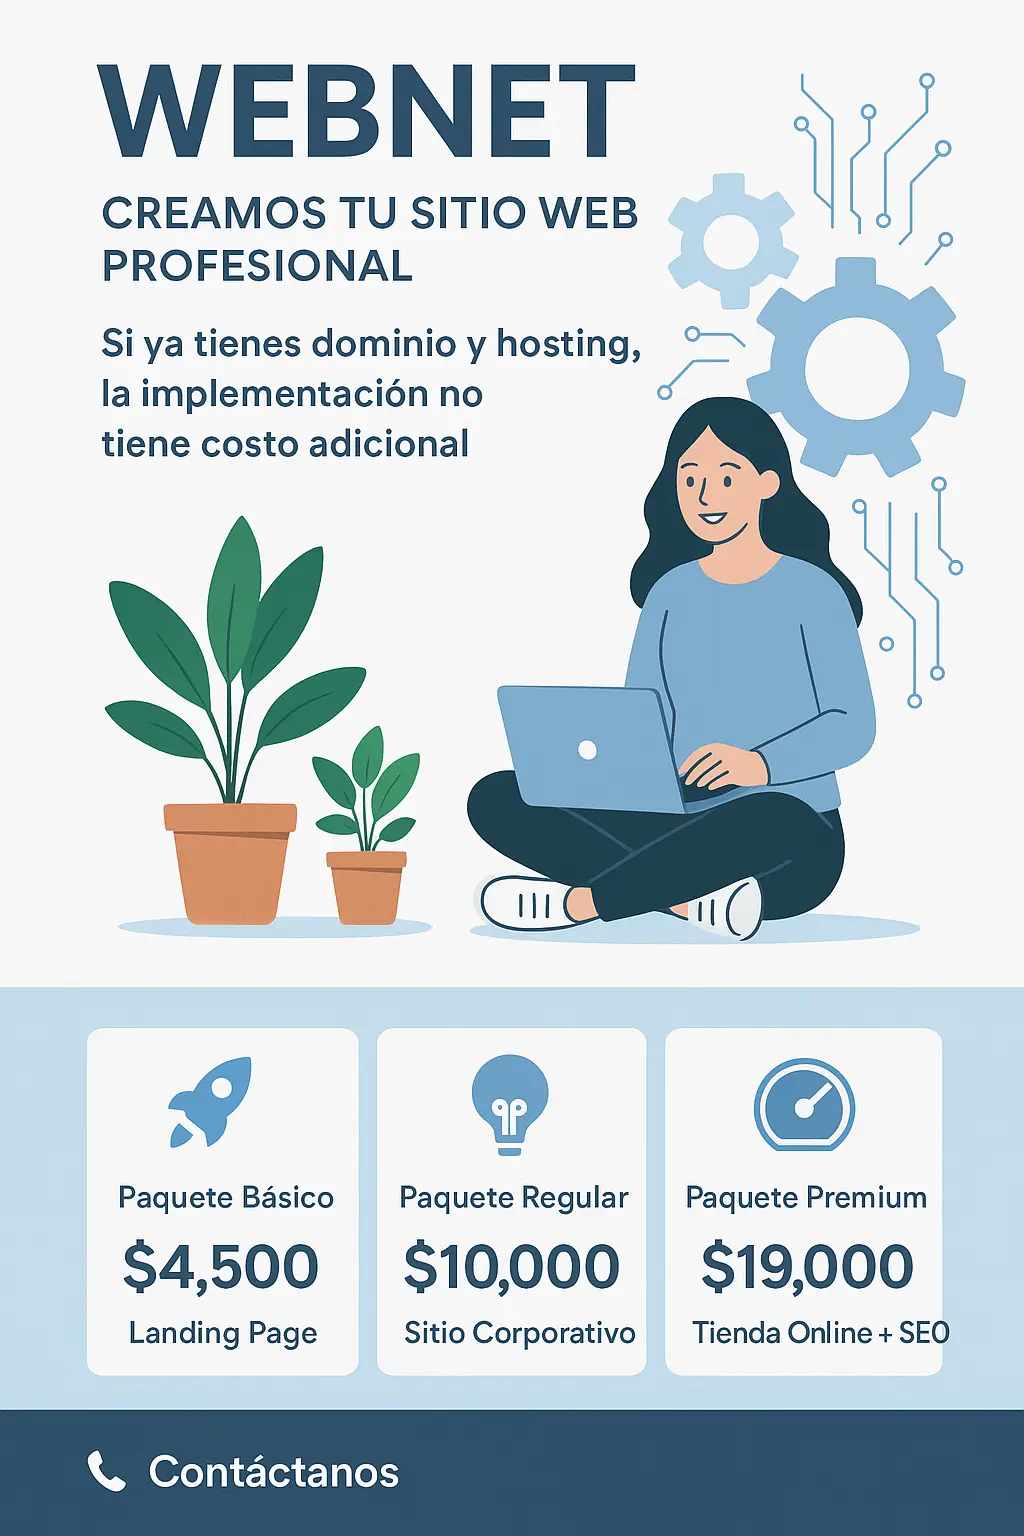 WEBNET
CREAMOS TU SITIO WEB
PROFESIONAL
Si ya tienes dominio y hosting,
la implementación no
tiene costo adicional
Paquete Básico
$4,500
Landing Page
Paquete Regular
$10,000
Sitio Corporativo
Paquete Premium
$19,000
Tienda Online + SEO
Contáctanos